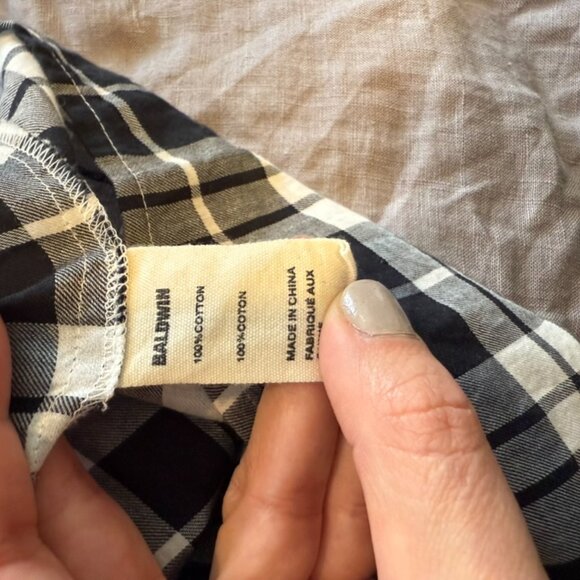 BALDWIN
100% COTTON
100% COTON
MADE IN CHINA
FABRIQUÉ AUX